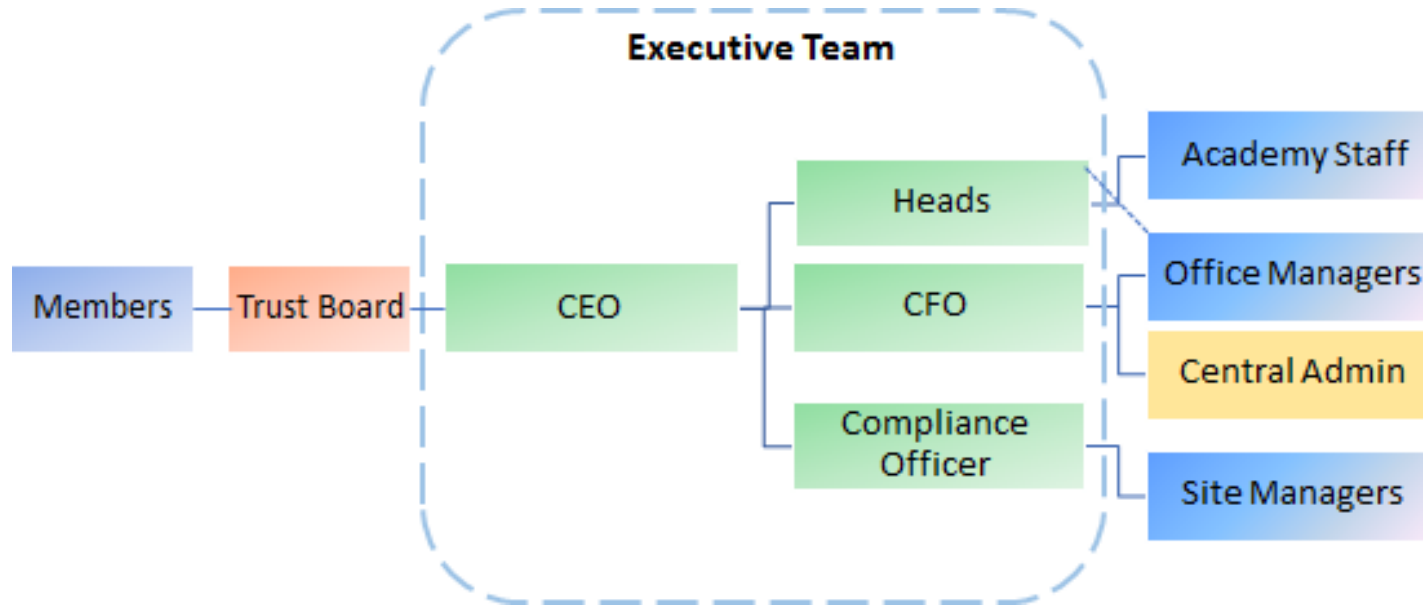 Executive Team
Academy Staff
Heads
Office Managers
Members
Trust Board
CEO
CFO
Central Admin
Compliance
Officer
Site Managers